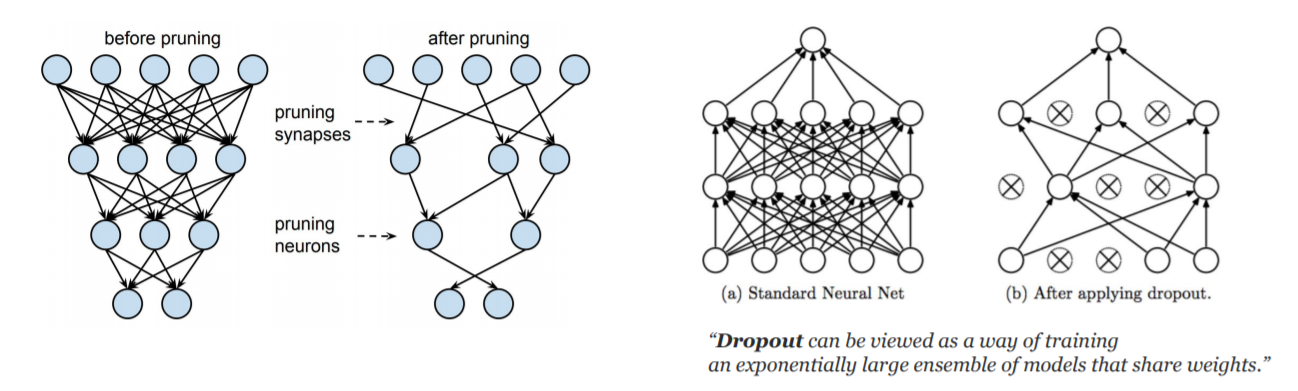 before pruning
after pruning
pruning
synapses
pruning
neurons
(a) Standard Neural Net
(b) After applying dropout.
“Dropout can be viewed as a way of training
an exponentially large ensemble of models that share weights.”